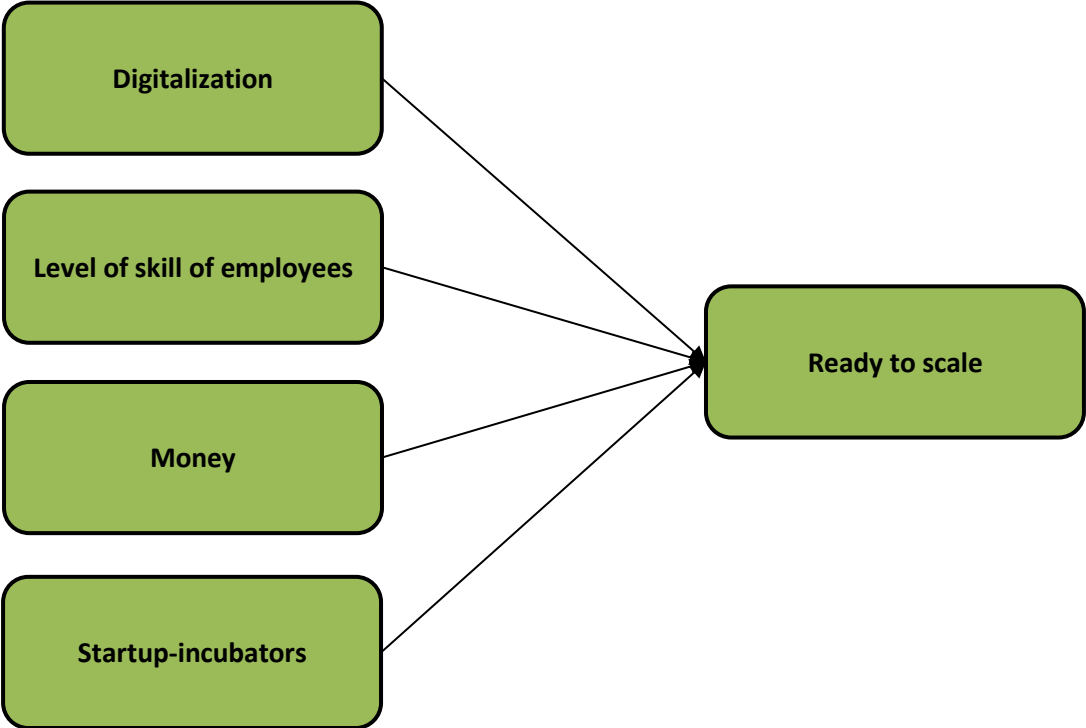 Digitalization
Level of skill of employees
Ready to scale
Money
Startup-incubators